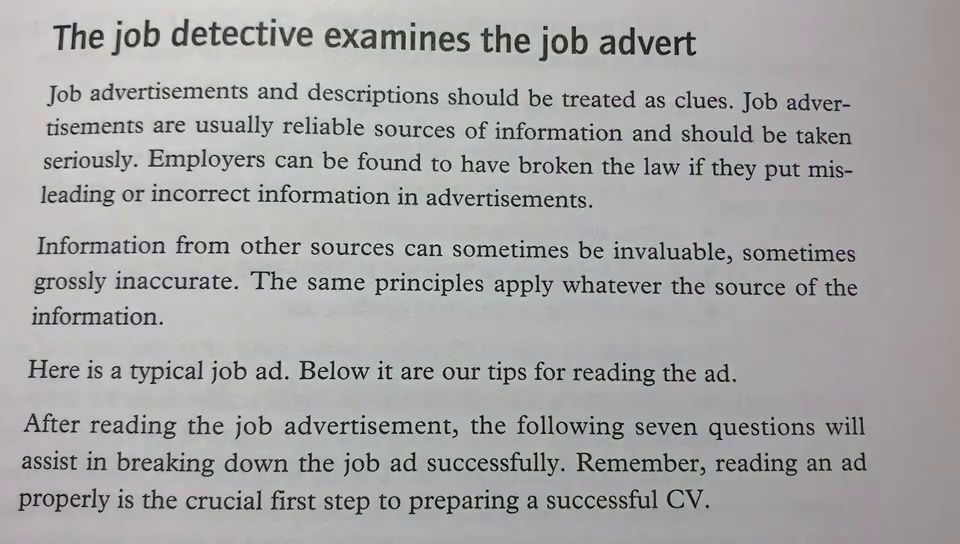 The job detective examines the job advert
Job advertisements and descriptions should be treated as clues. Job adver-
tisements are usually reliable sources of information and should be taken
seriously. Employers can be found to have broken the law if they put mis-
leading or incorrect information in advertisements.
Information from other sources can sometimes be invaluable, sometimes
grossly inaccurate. The same principles apply whatever the source of the
information.
Here is a typical job ad. Below it are our tips for reading the ad.
After reading the job advertisement, the following seven questions will
assist in breaking down the job ad successfully. Remember, reading an ad
properly is the crucial first step to preparing a successful CV.